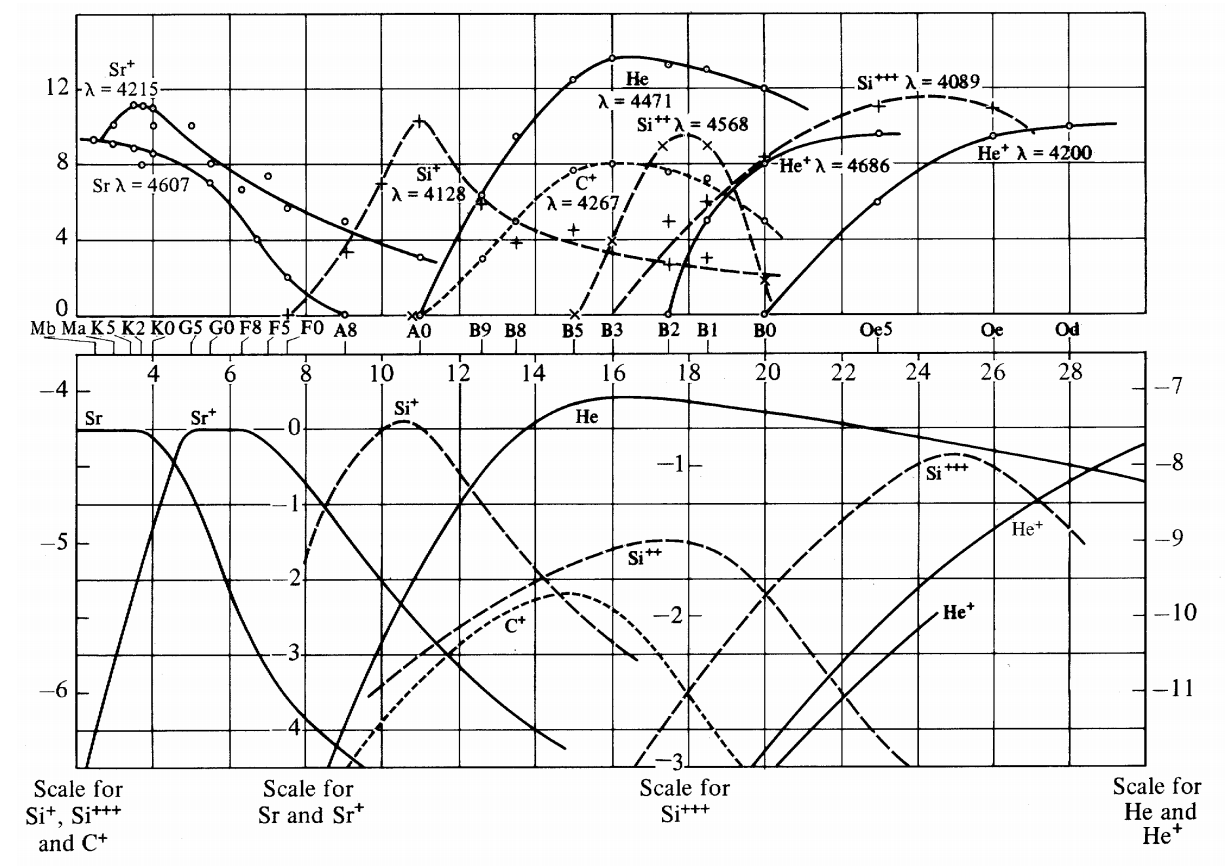 12
8
4
0
Sr⁺
λ = 4215
Sr λ = 4607
Si⁺
λ = 4128
He
λ = 4471
Si⁺⁺ λ = 4568
C⁺
λ = 4267
Si⁺⁺⁺ λ = 4089
He⁺ λ = 4686
He⁺ λ = 4200
Mb Ma K5 K2 K0 G5 G0 F8 F5 F0 A8 A0 B9 B8 B5 B3 B2 B1 B0 Oe5 Oe Od
4 6 8 10 12 14 16 18 20 22 24 26 28
−4
−5
−6
0
−1
−2
−3
−4
−1
−2
−3
−7
−8
−9
−10
−11
Sr
Sr⁺
Si⁺
He
Si⁺⁺
C⁺
Si⁺⁺⁺
He⁺
He⁺
Scale for
Si⁺, Si⁺⁺⁺
and C⁺
Scale for
Sr and Sr⁺
Scale for
Si⁺⁺⁺
Scale for
He and
He⁺